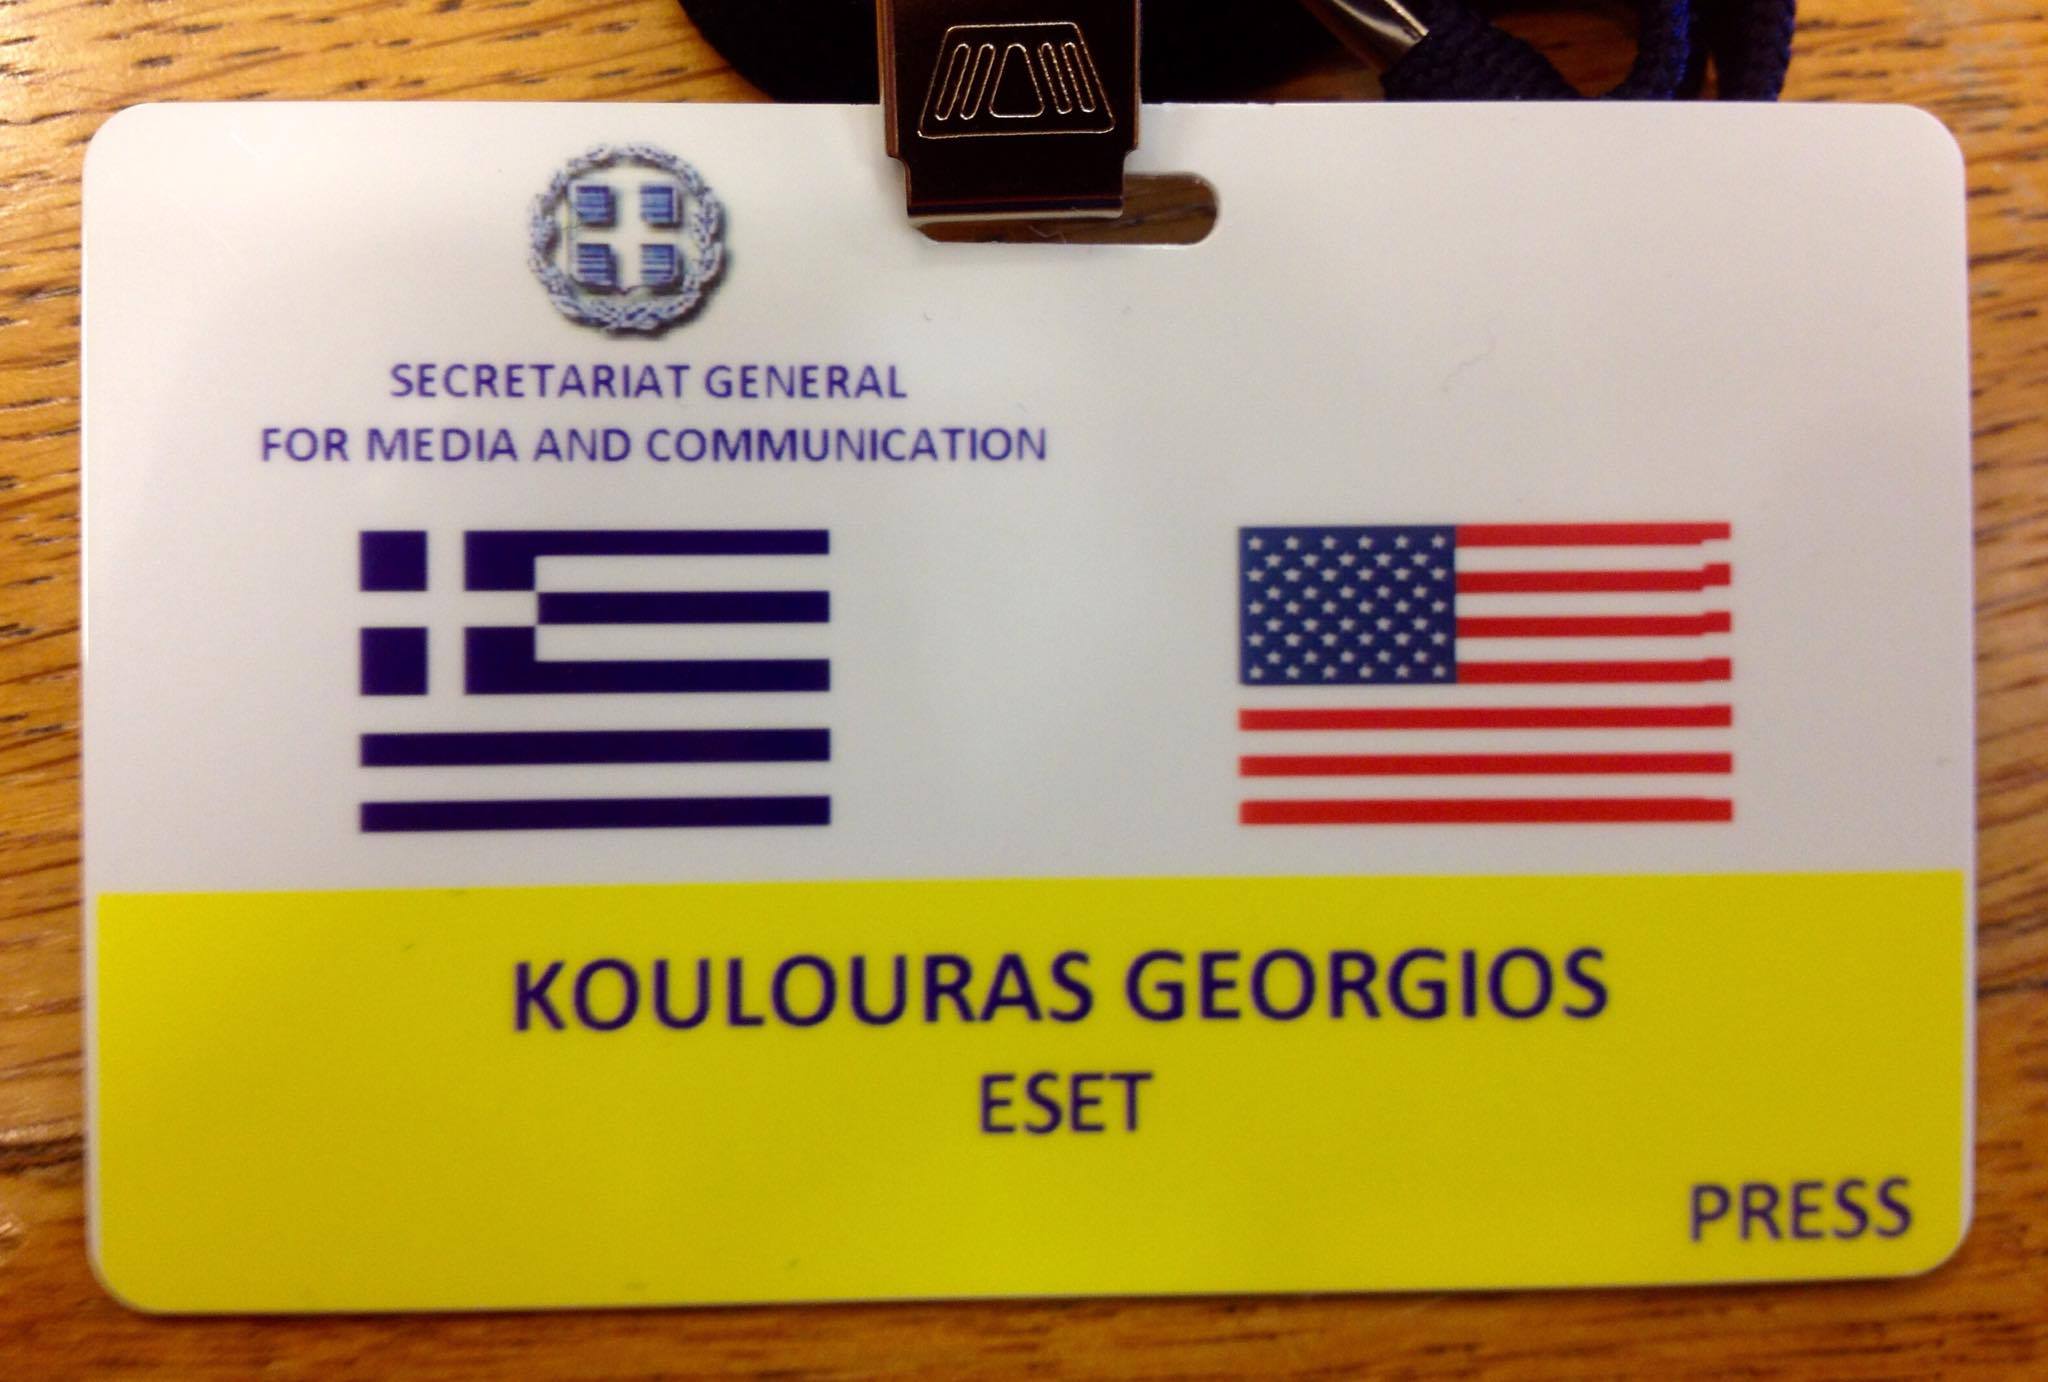 SECRETARIAT GENERAL
FOR MEDIA AND COMMUNICATION
KOULOURAS GEORGIOS
ESET
PRESS